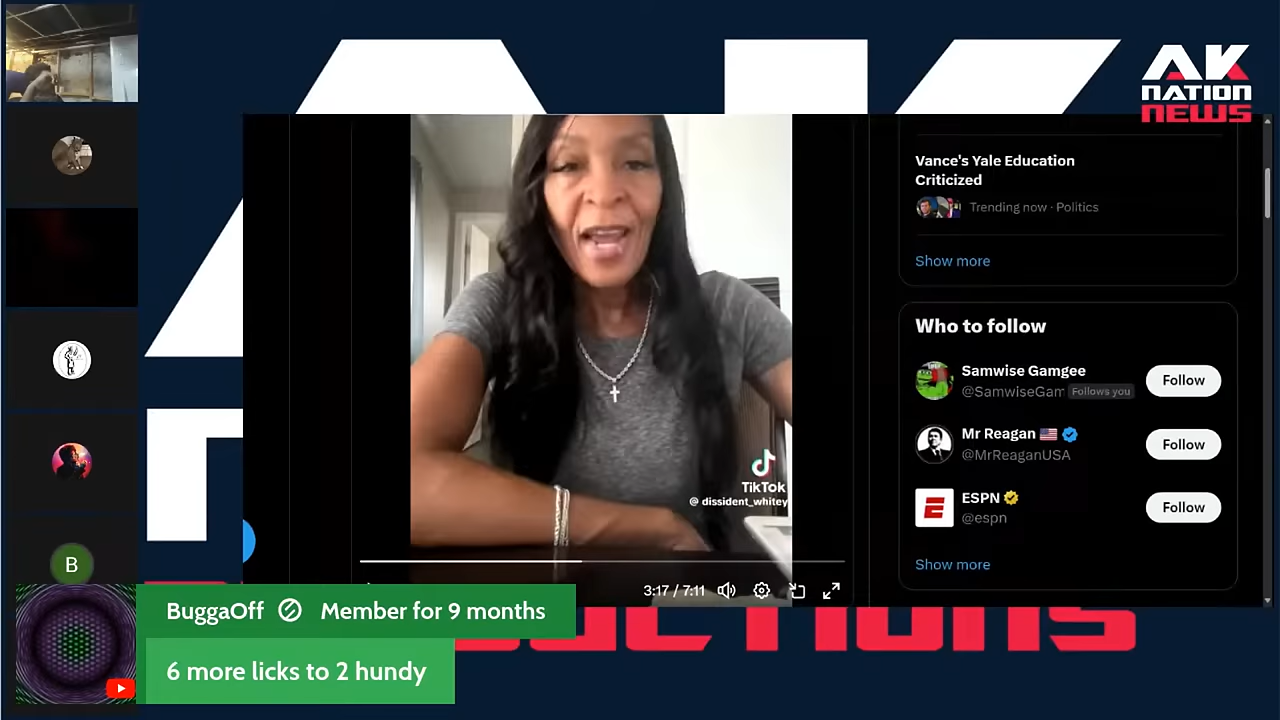 AK
NATION
NEWS
Vance's Yale Education
Criticized
Trending now · Politics
Show more
Who to follow
Samwise Gamgee
@SamwiseGam Follows you
Follow
Mr Reagan
@MrReaganUSA
Follow
ESPN
@espn
Follow
Show more
TikTok
@ dissident_whitey
3:17 / 7:11
B
BuggaOff Member for 9 months
6 more licks to 2 hundy